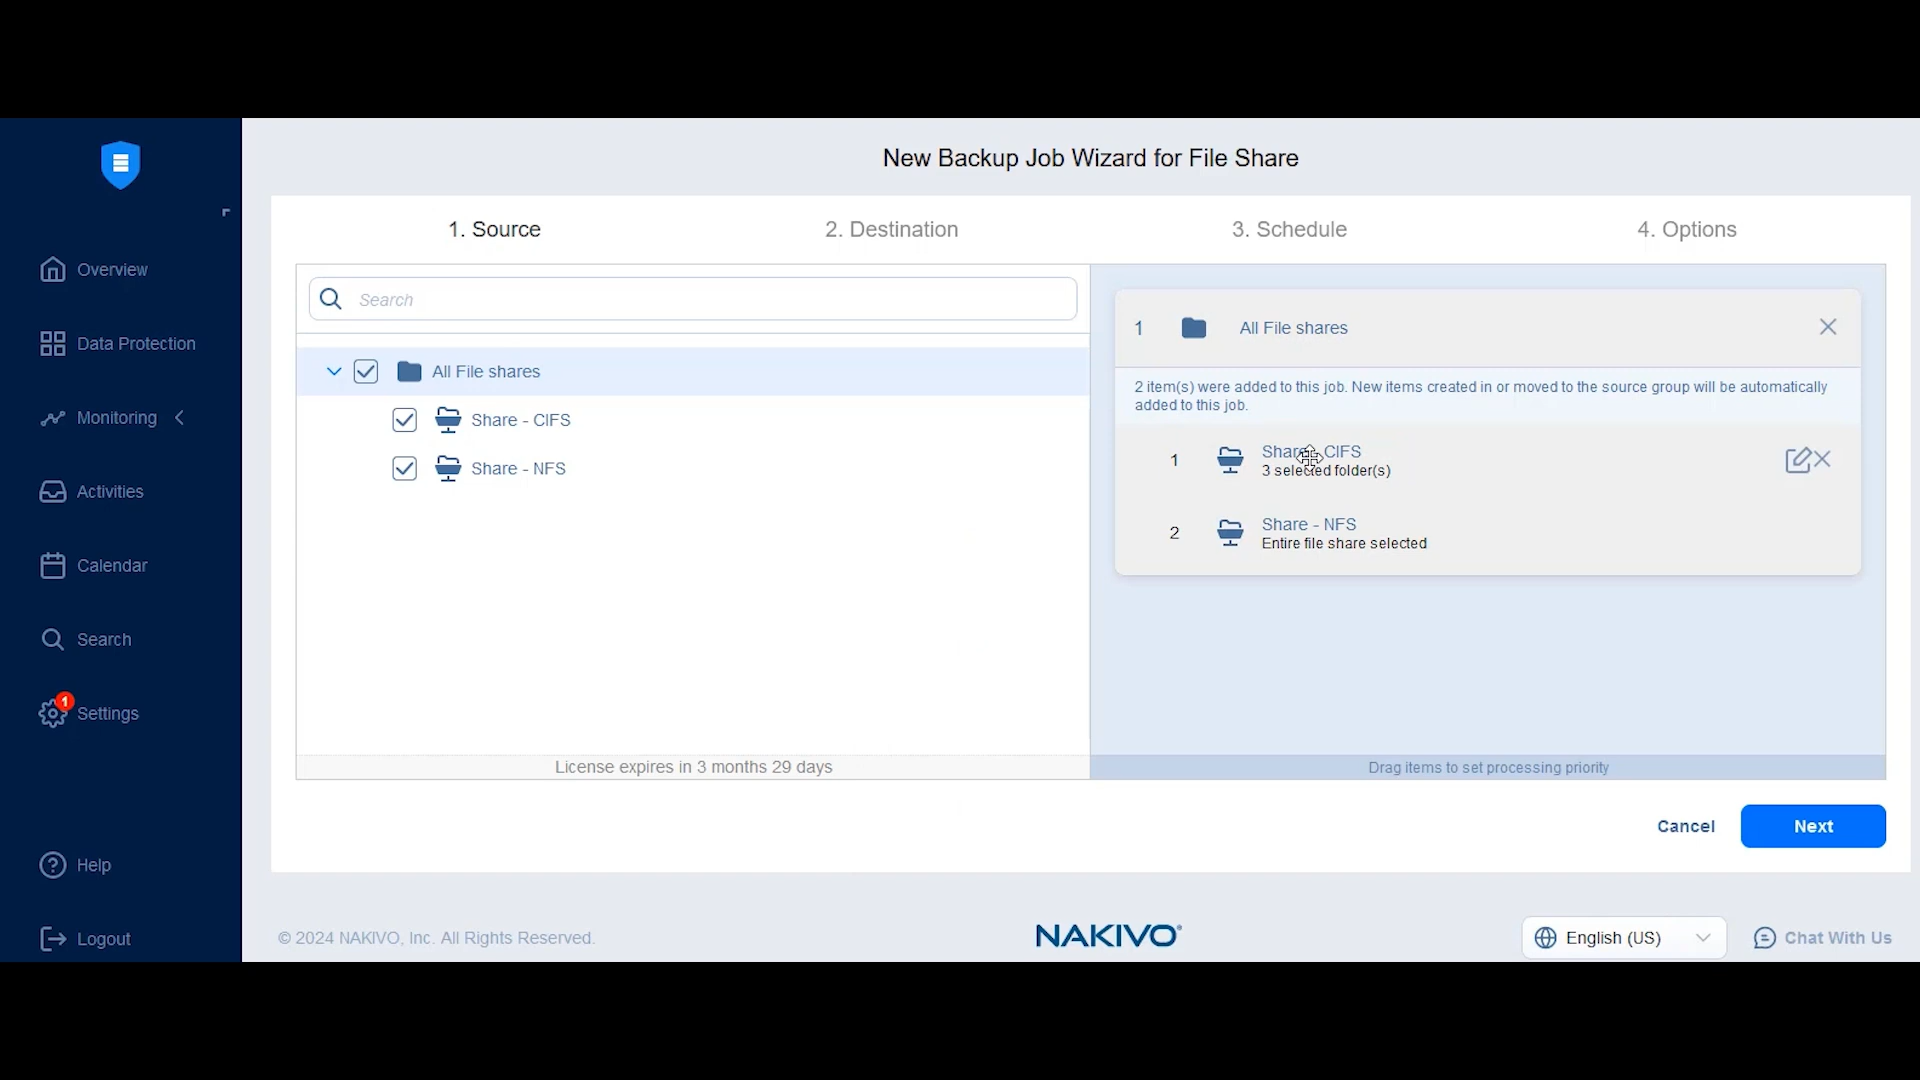 New Backup Job Wizard for File Share
1. Source
2. Destination
3. Schedule
4. Options
Overview
Data Protection
Monitoring
Activities
Calendar
Search
1
Settings
Help
Logout
Search
All File shares
Share - CIFS
Share - NFS
License expires in 3 months 29 days
1
All File shares
2 item(s) were added to this job. New items created in or moved to the source group will be automatically
added to this job.
1
Share - CIFS
3 selected folder(s)
2
Share - NFS
Entire file share selected
Drag items to set processing priority
Cancel
Next
© 2024 NAKIVO, Inc. All Rights Reserved.
NAKIVO®
English (US)
Chat With Us